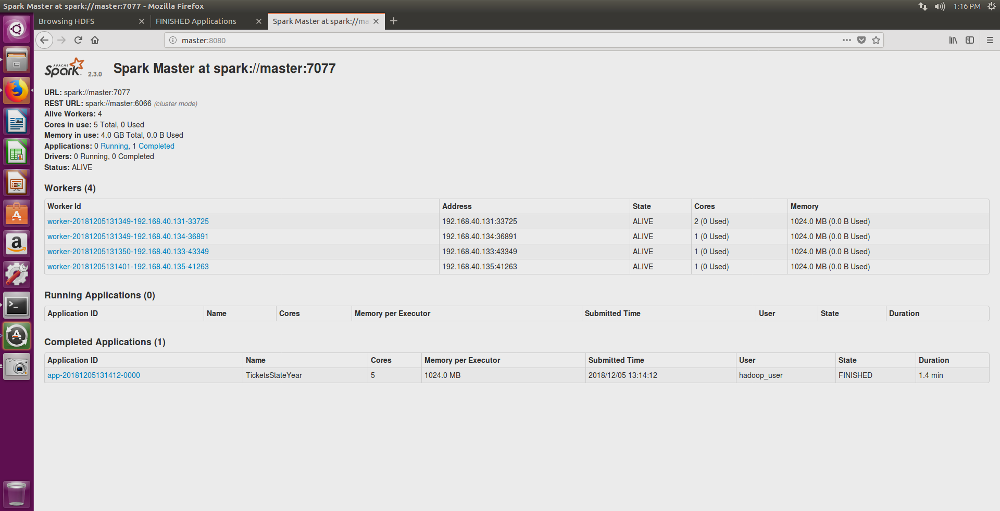 Spark Master at spark://master:7077 - Mozilla Firefox
1:16 PM
Browsing HDFS
FINISHED Applications
Spark Master at spark://ma
master:8080
APACHE Spark 2.3.0
Spark Master at spark://master:7077
URL: spark://master:7077
REST URL: spark://master:6066 (cluster mode)
Alive Workers: 4
Cores in use: 5 Total, 0 Used
Memory in use: 4.0 GB Total, 0.0 B Used
Applications: 0 Running, 1 Completed
Drivers: 0 Running, 0 Completed
Status: ALIVE
Workers (4)
Worker Id Address State Cores Memory
worker-20181205131349-192.168.40.131-33725 192.168.40.131:33725 ALIVE 2 (0 Used) 1024.0 MB (0.0 B Used)
worker-20181205131349-192.168.40.134-36891 192.168.40.134:36891 ALIVE 1 (0 Used) 1024.0 MB (0.0 B Used)
worker-20181205131350-192.168.40.133-43349 192.168.40.133:43349 ALIVE 1 (0 Used) 1024.0 MB (0.0 B Used)
worker-20181205131401-192.168.40.135-41263 192.168.40.135:41263 ALIVE 1 (0 Used) 1024.0 MB (0.0 B Used)
Running Applications (0)
Application ID Name Cores Memory per Executor Submitted Time User State Duration
Completed Applications (1)
Application ID Name Cores Memory per Executor Submitted Time User State Duration
app-20181205131412-0000 TicketsStateYear 5 1024.0 MB 2018/12/05 13:14:12 hadoop_user FINISHED 1.4 min